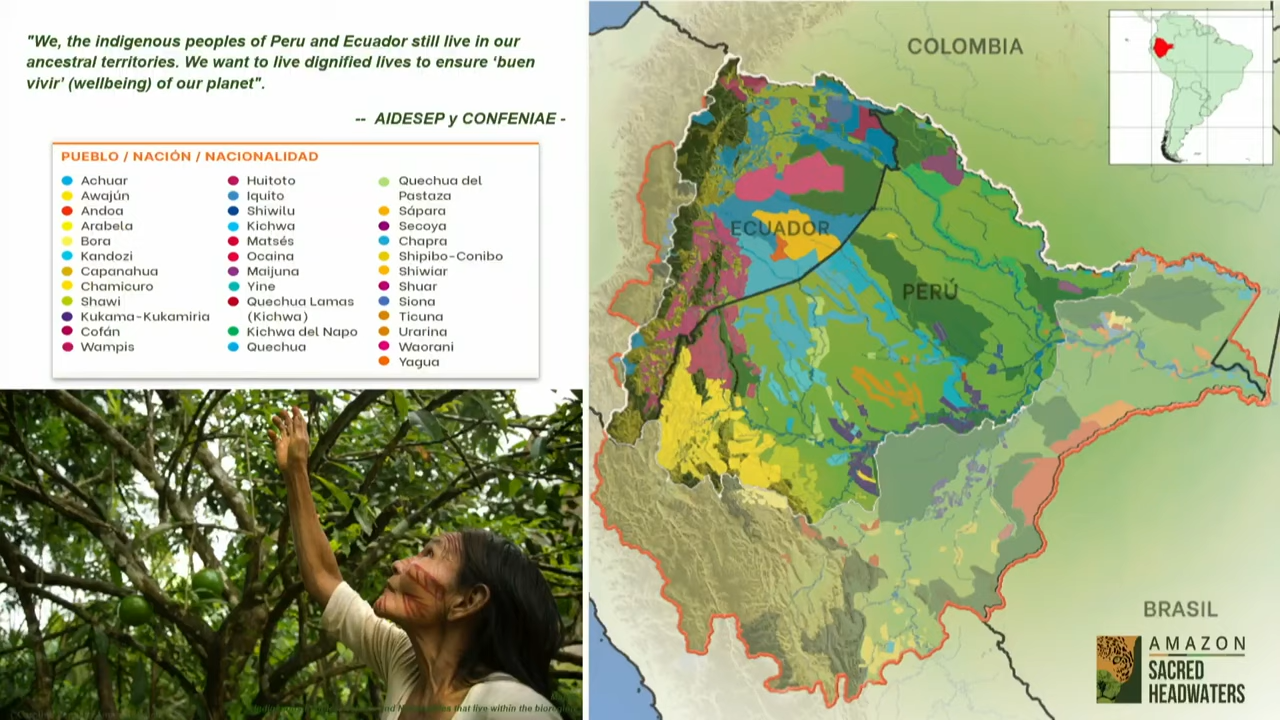 "We, the indigenous peoples of Peru and Ecuador still live in our
ancestral territories. We want to live dignified lives to ensure ‘buen
vivir’ (wellbeing) of our planet".
-- AIDESEP y CONFENIAE -
PUEBLO / NACIÓN / NACIONALIDAD
Achuar
Awajún
Andoa
Arabela
Bora
Kandozi
Capanahua
Chamicuro
Shawi
Kukama-Kukamiria
Cofán
Wampis
Huitoto
Iquito
Shiwilu
Kichwa
Matsés
Ocaina
Maijuna
Yine
Quechua Lamas
(Kichwa)
Kichwa del Napo
Quechua
Quechua del
Pastaza
Sápara
Secoya
Chapra
Shipibo-Conibo
Shiwiar
Shuar
Siona
Ticuna
Urarina
Waorani
Yagua
COLOMBIA
ECUADOR
PERÚ
BRASIL
AMAZON
SACRED
HEADWATERS
that live within the